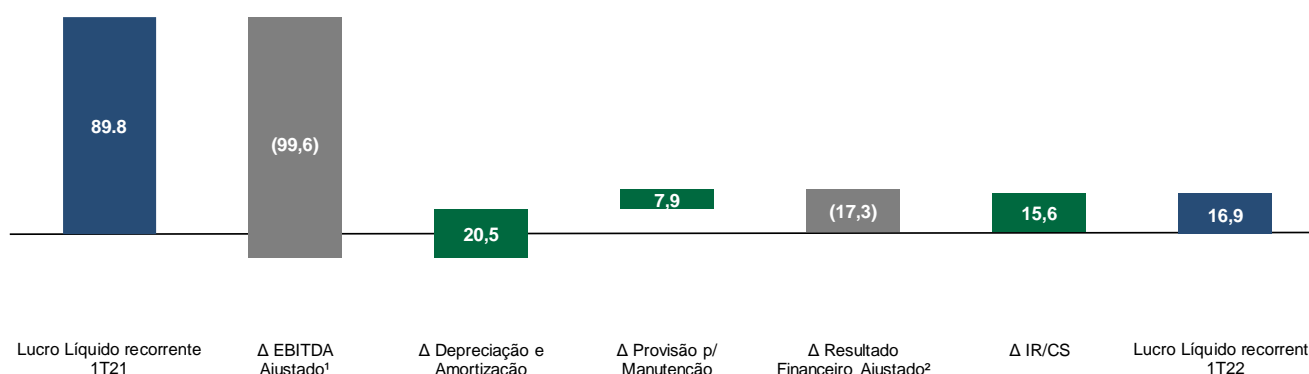 89.8
(99,6)
20,5
7,9
(17,3)
15,6
16,9
Lucro Líquido recorrente
1T21
Δ EBITDA
Ajustado¹
Δ Depreciação e
Amortização
Δ Provisão p/
Manutenção
Δ Resultado
Financeiro Ajustado²
Δ IR/CS
Lucro Líquido recorrent
1T22